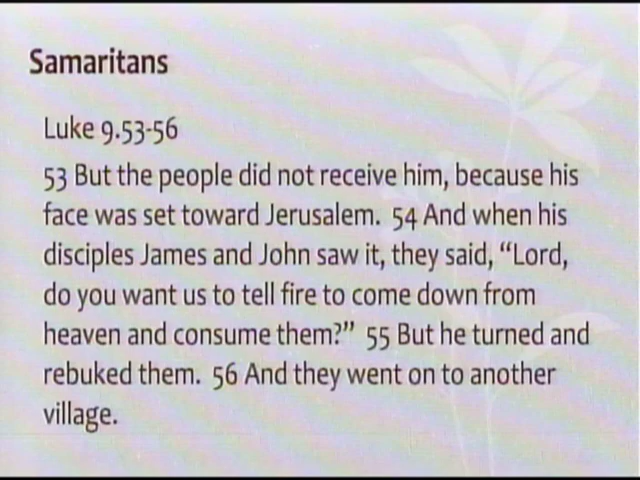 Samaritans
Luke 9.53-56
53 But the people did not receive him, because his
face was set toward Jerusalem. 54 And when his
disciples James and John saw it, they said, “Lord,
do you want us to tell fire to come down from
heaven and consume them?” 55 But he turned and
rebuked them. 56 And they went on to another
village.